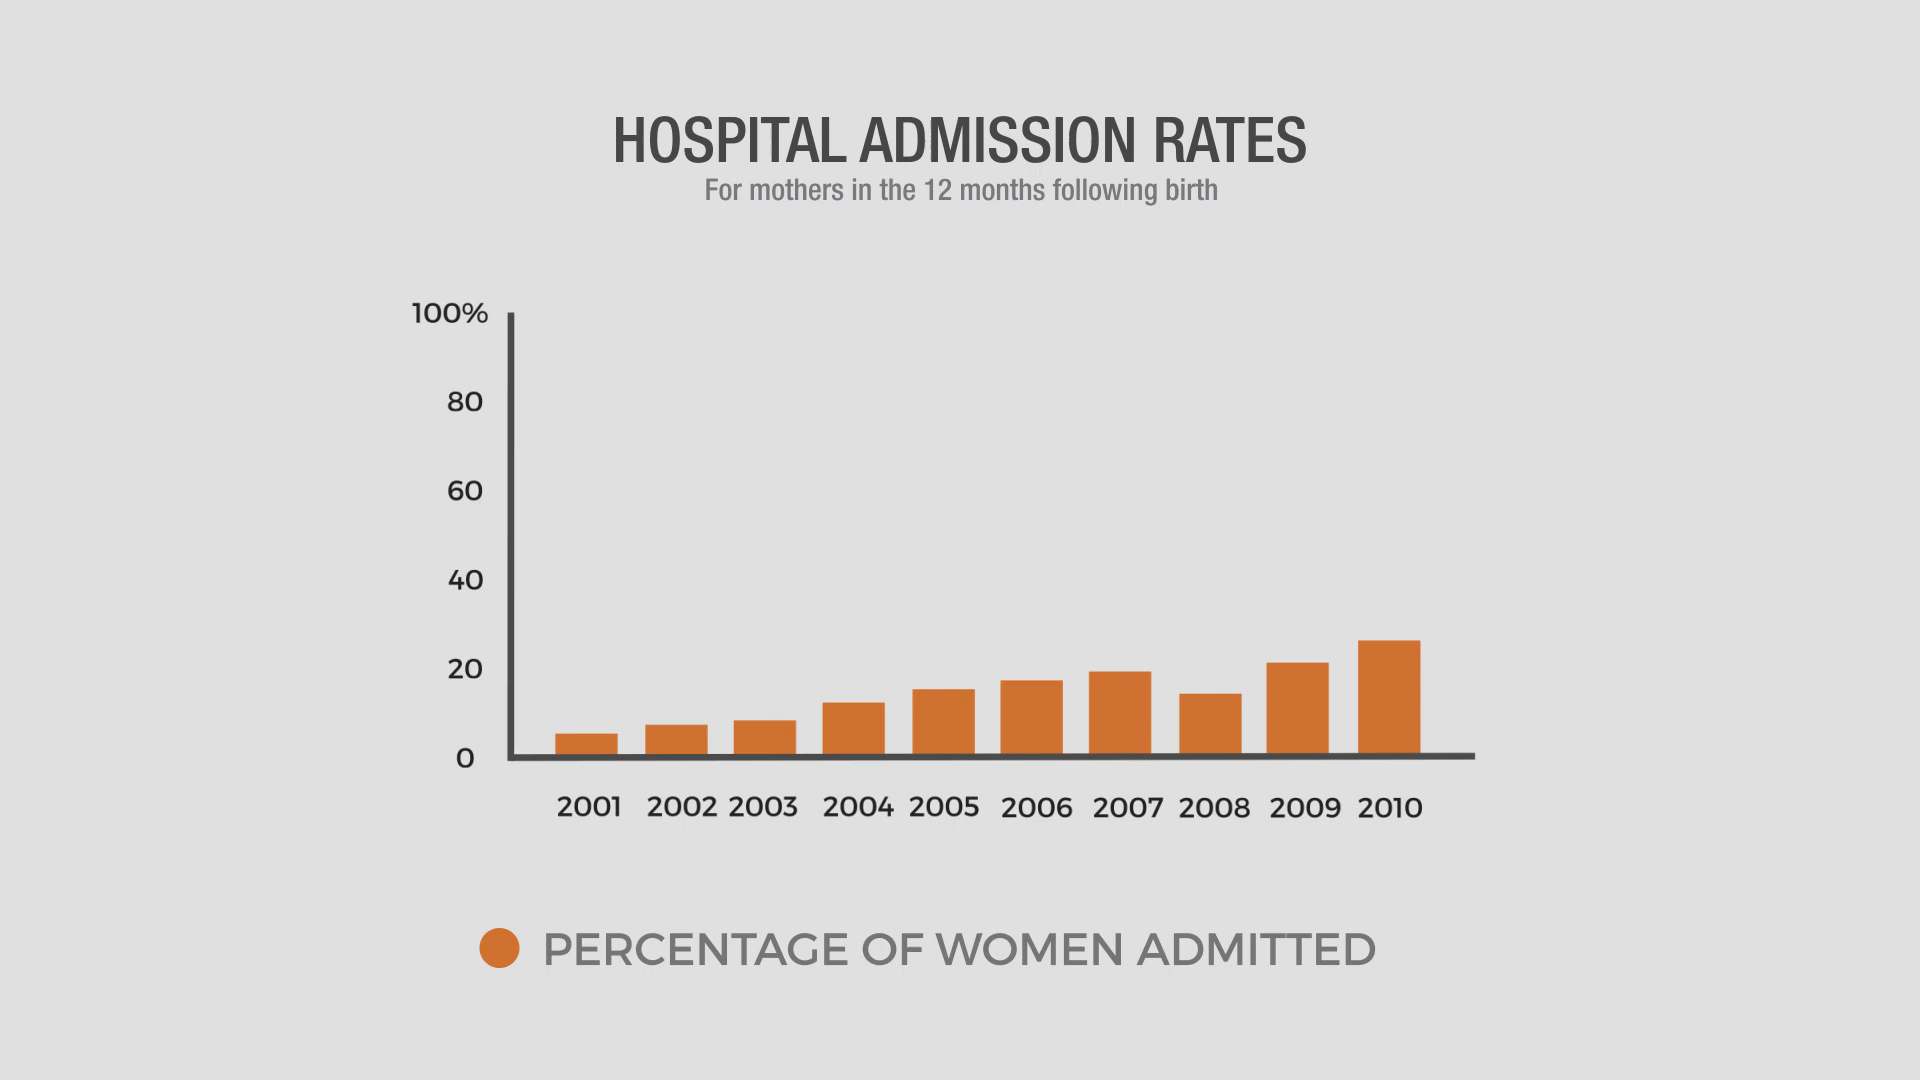 HOSPITAL ADMISSION RATES
For mothers in the 12 months following birth
100%
80
60
40
20
0
2001 2002 2003 2004 2005 2006 2007 2008 2009 2010
PERCENTAGE OF WOMEN ADMITTED